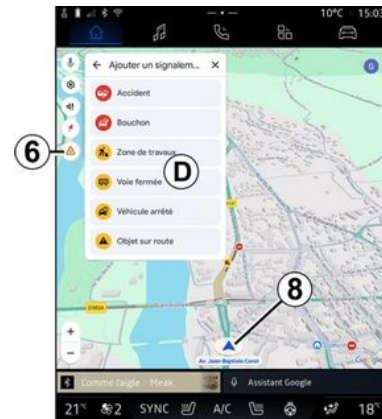 10°C 15:03
← Ajouter un signalem... ×
G
Accident
Bouchon
6
Zone de travaux
D
Voie fermée
Véhicule arrêté
Objet sur route
8
+
−
Av. Jean-Baptiste Corot
Comme l'aigle - Meak
Assistant Google
21°c 2 SYNC A/C 18°